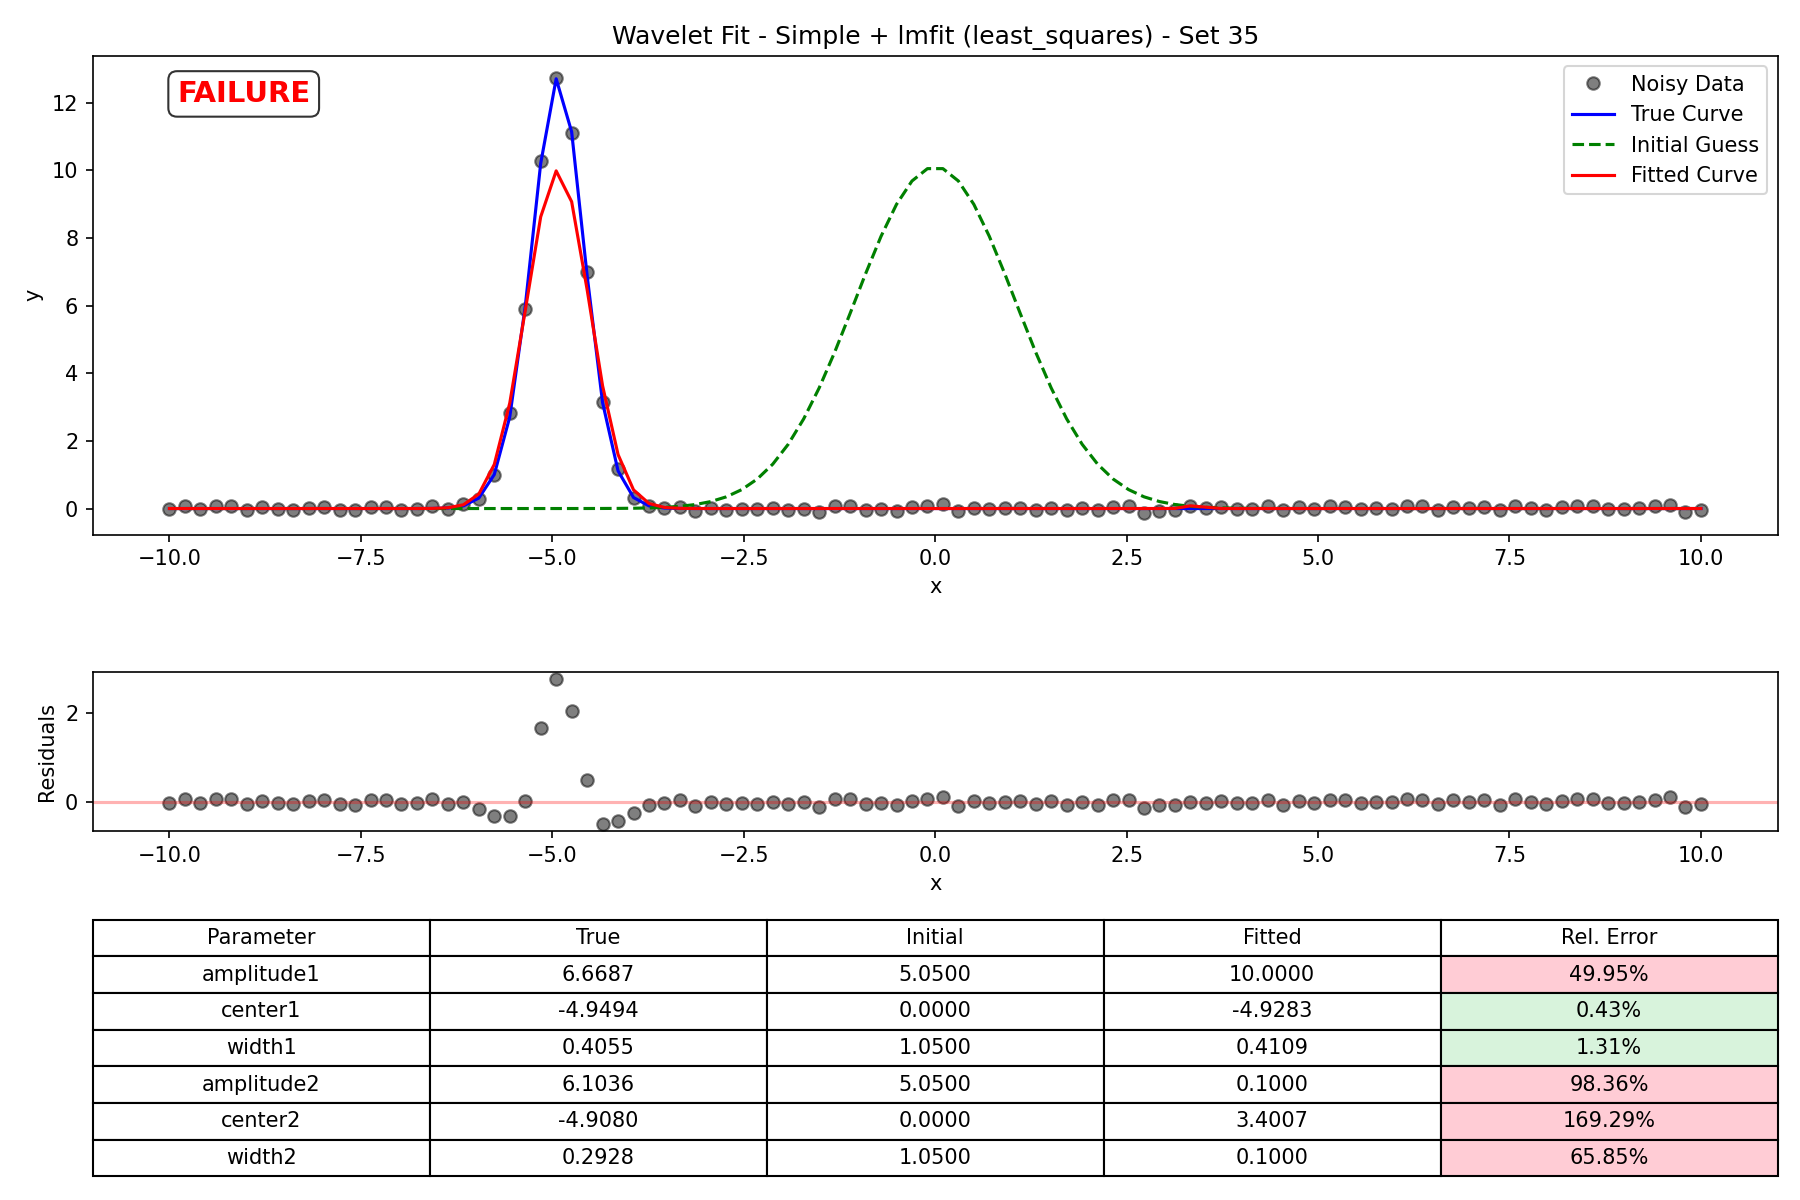 Wavelet Fit - Simple + lmfit (least_squares) - Set 35
FAILURE
Noisy Data
True Curve
Initial Guess
Fitted Curve
12
10
8
6
4
2
0
y
−10.0 −7.5 −5.0 −2.5 0.0 2.5 5.0 7.5 10.0
x
2
0
Residuals
−10.0 −7.5 −5.0 −2.5 0.0 2.5 5.0 7.5 10.0
x
Parameter True Initial Fitted Rel. Error
amplitude1 6.6687 5.0500 10.0000 49.95%
center1 -4.9494 0.0000 -4.9283 0.43%
width1 0.4055 1.0500 0.4109 1.31%
amplitude2 6.1036 5.0500 0.1000 98.36%
center2 -4.9080 0.0000 3.4007 169.29%
width2 0.2928 1.0500 0.1000 65.85%